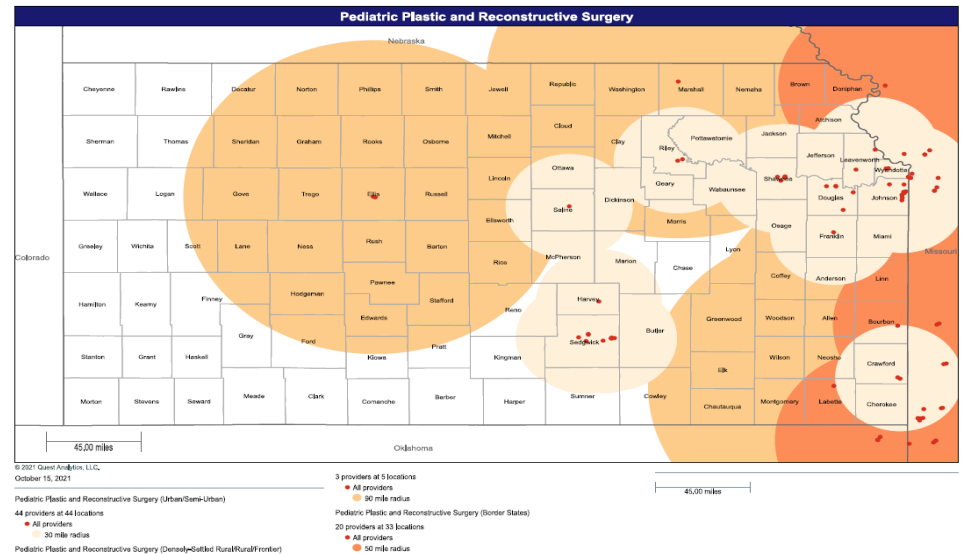 Pediatric Plastic and Reconstructive Surgery
Nebraska
Cheyenne Rawlins Decatur Norton Phillips Smith Jewell Republic Washington Marshall Nemaha Brown Doniphan
Atchison
Cloud
Sherman Thomas Sheridan Graham Rooks Osborne Mitchell Clay Riley Pottawatomie Jackson Jefferson Leavenworth
Ottawa Wyandotte
Lincoln Geary Wabaunsee Shawnee
Wallace Logan Gove Trego Ellis Russell Saline Dickinson Douglas Johnson
Ellsworth Morris Osage
Greeley Wichita Scott Lane Ness Rush Barton Rice McPherson Marion Chase Lyon Franklin Miami
Colorado
Missouri
Pawnee Coffey Anderson Linn
Hamilton Kearny Finney Hodgeman Stafford Harvey
Edwards Reno Butler Greenwood Woodson Allen Bourbon
Gray Ford Pratt Sedgwick
Stanton Grant Haskell Kiowa Kingman Elk Wilson Neosho Crawford
Morton Stevens Seward Meade Clark Comanche Barber Harper Sumner Cowley Chautauqua Montgomery Labette Cherokee
Oklahoma
45.00 miles
© 2021 Quest Analytics, LLC.
October 15, 2021
Pediatric Plastic and Reconstructive Surgery (Urban/Semi-Urban)
44 providers at 44 locations
All providers
30 mile radius
Pediatric Plastic and Reconstructive Surgery (Densely-Settled Rural/Rural/Frontier)
3 providers at 5 locations
All providers
90 mile radius
Pediatric Plastic and Reconstructive Surgery (Border States)
20 providers at 33 locations
All providers
50 mile radius
45.00 miles